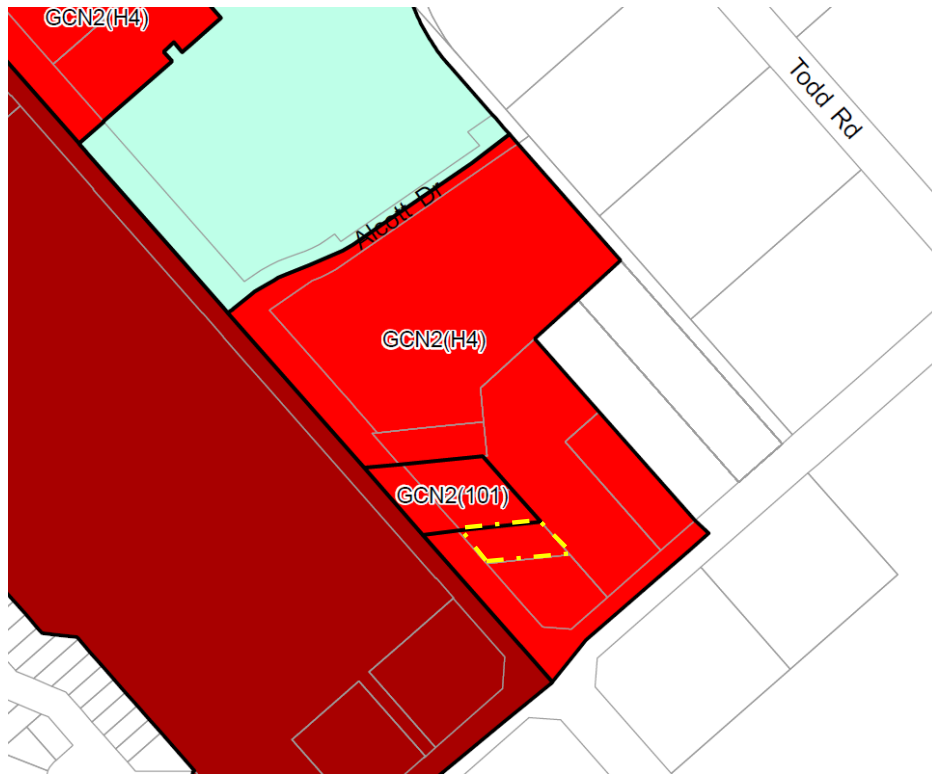 GCN2(H4)
Todd Rd
Alcott Dr
GCN2(H4)
GCN2(101)